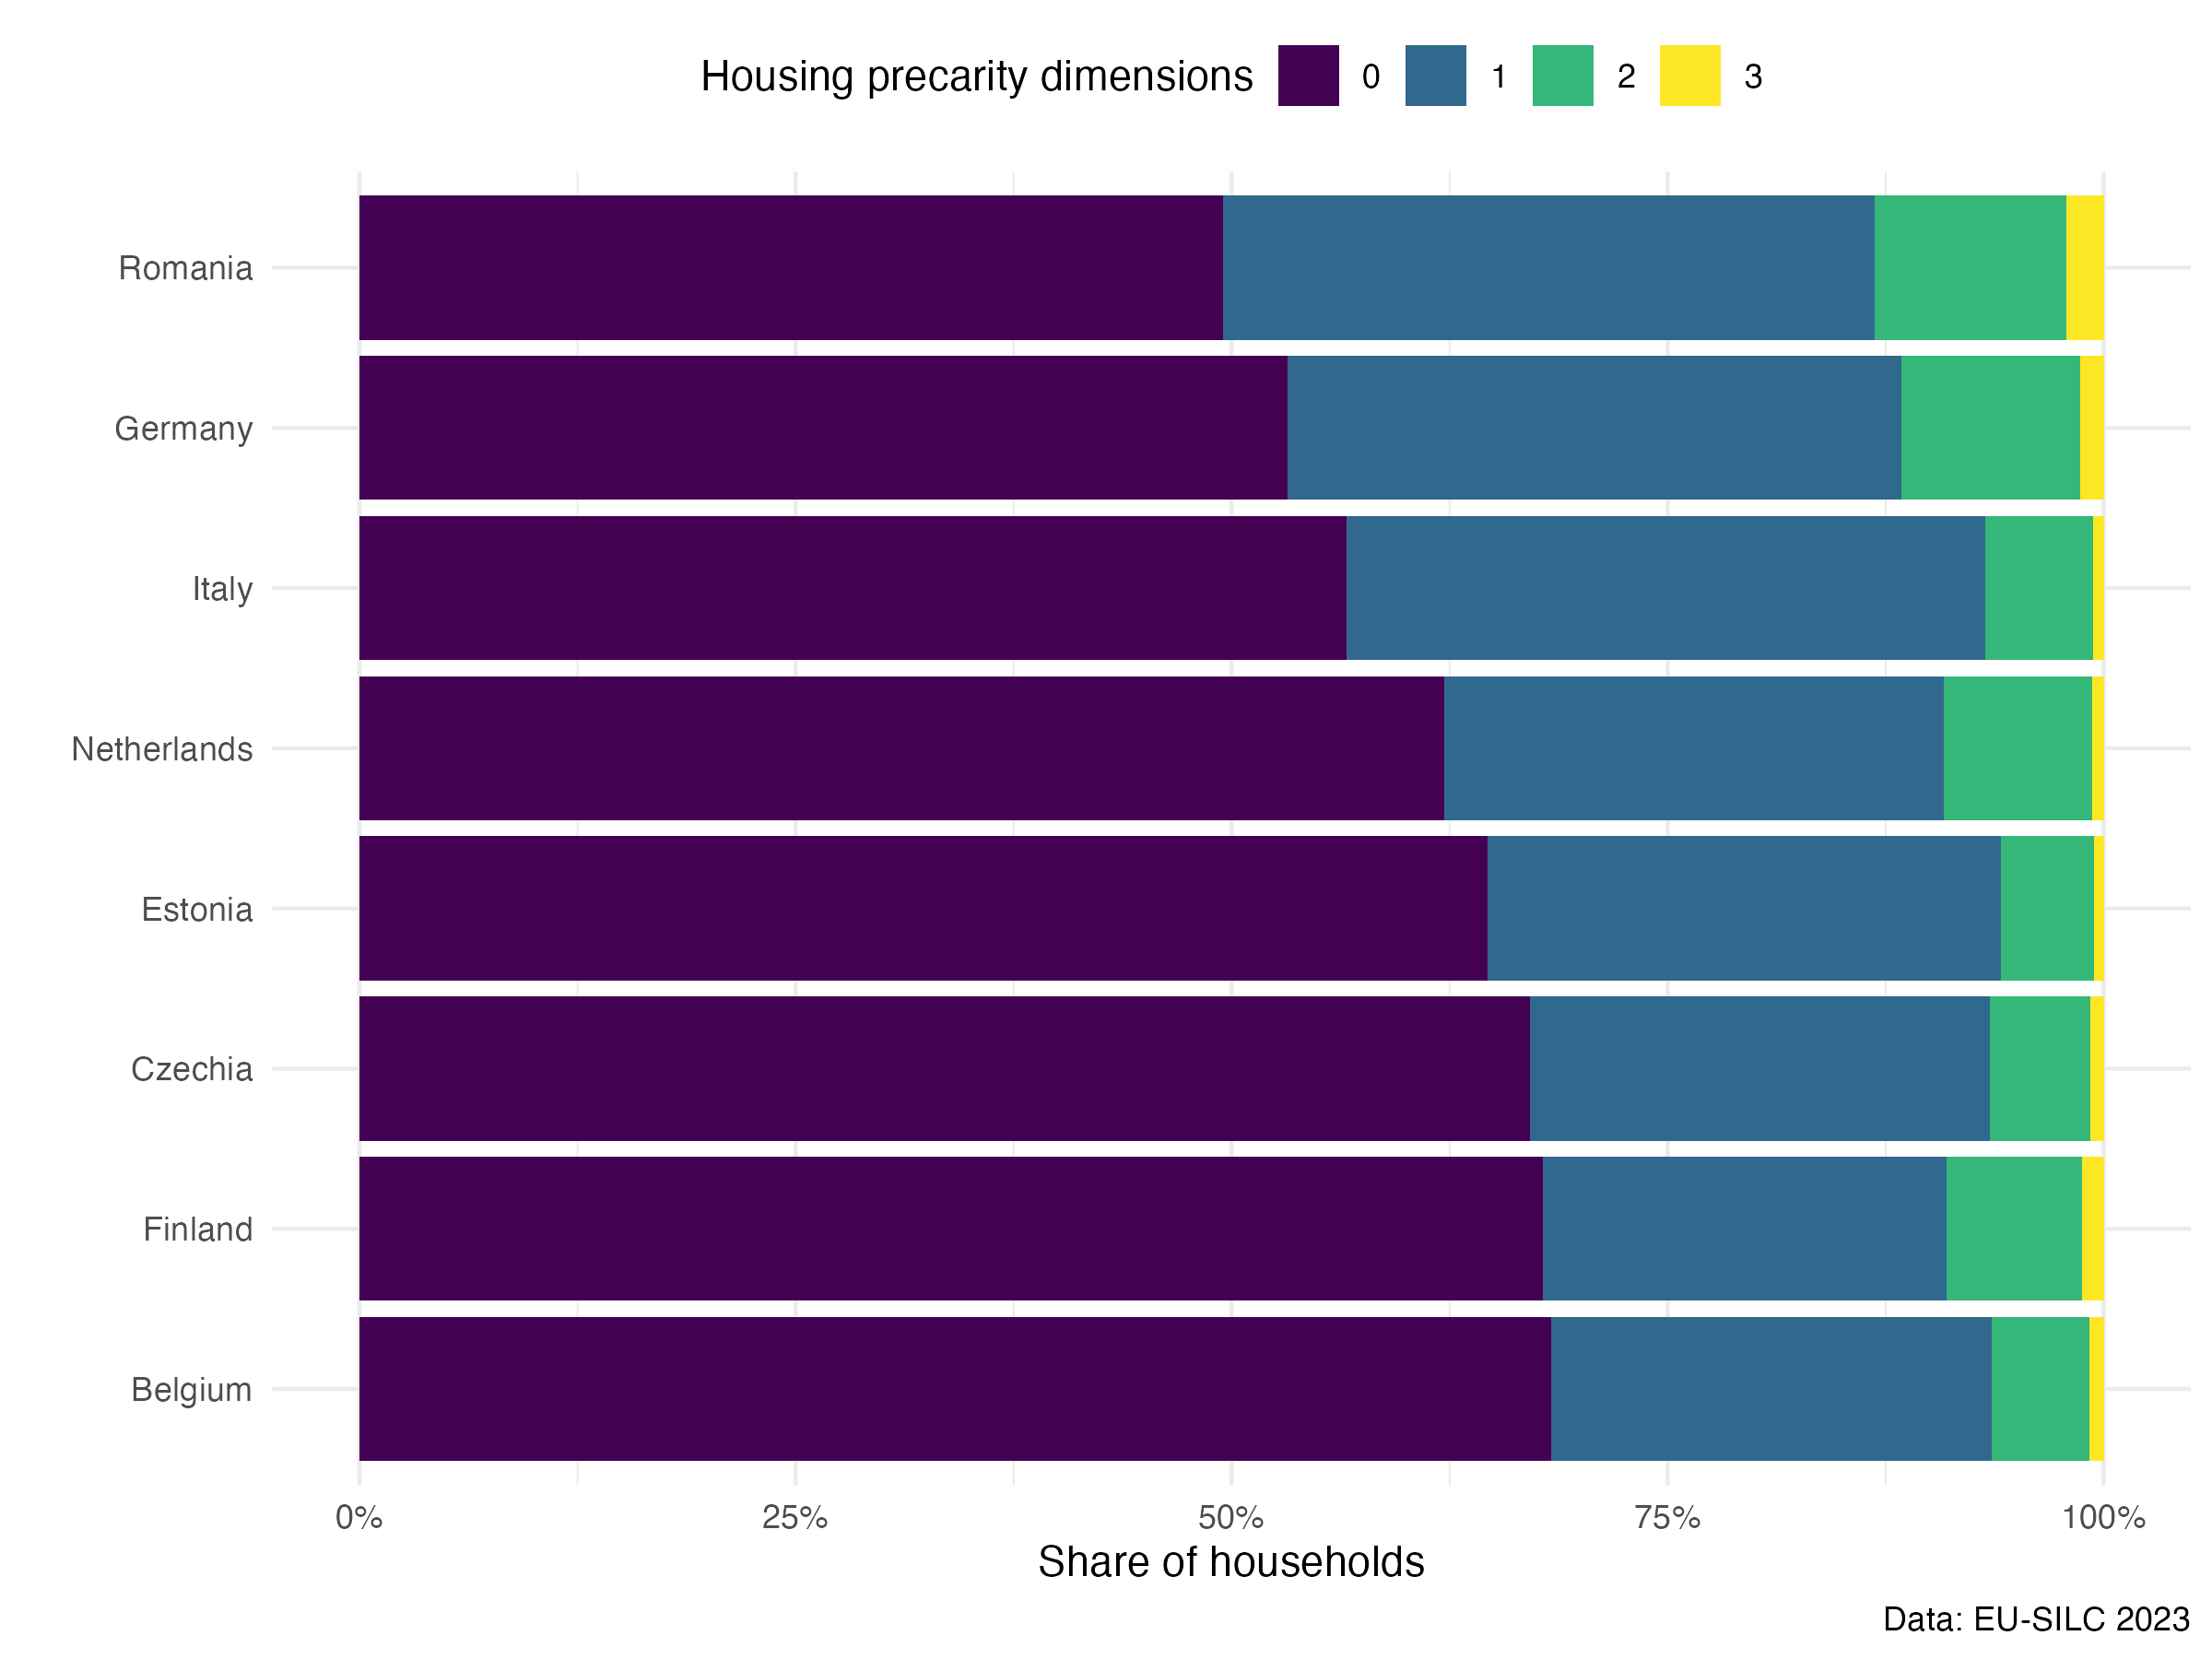 Housing precarity dimensions 0 1 2 3
Romania
Germany
Italy
Netherlands
Estonia
Czechia
Finland
Belgium
0% 25% 50% 75% 100%
Share of households
Data: EU-SILC 2023